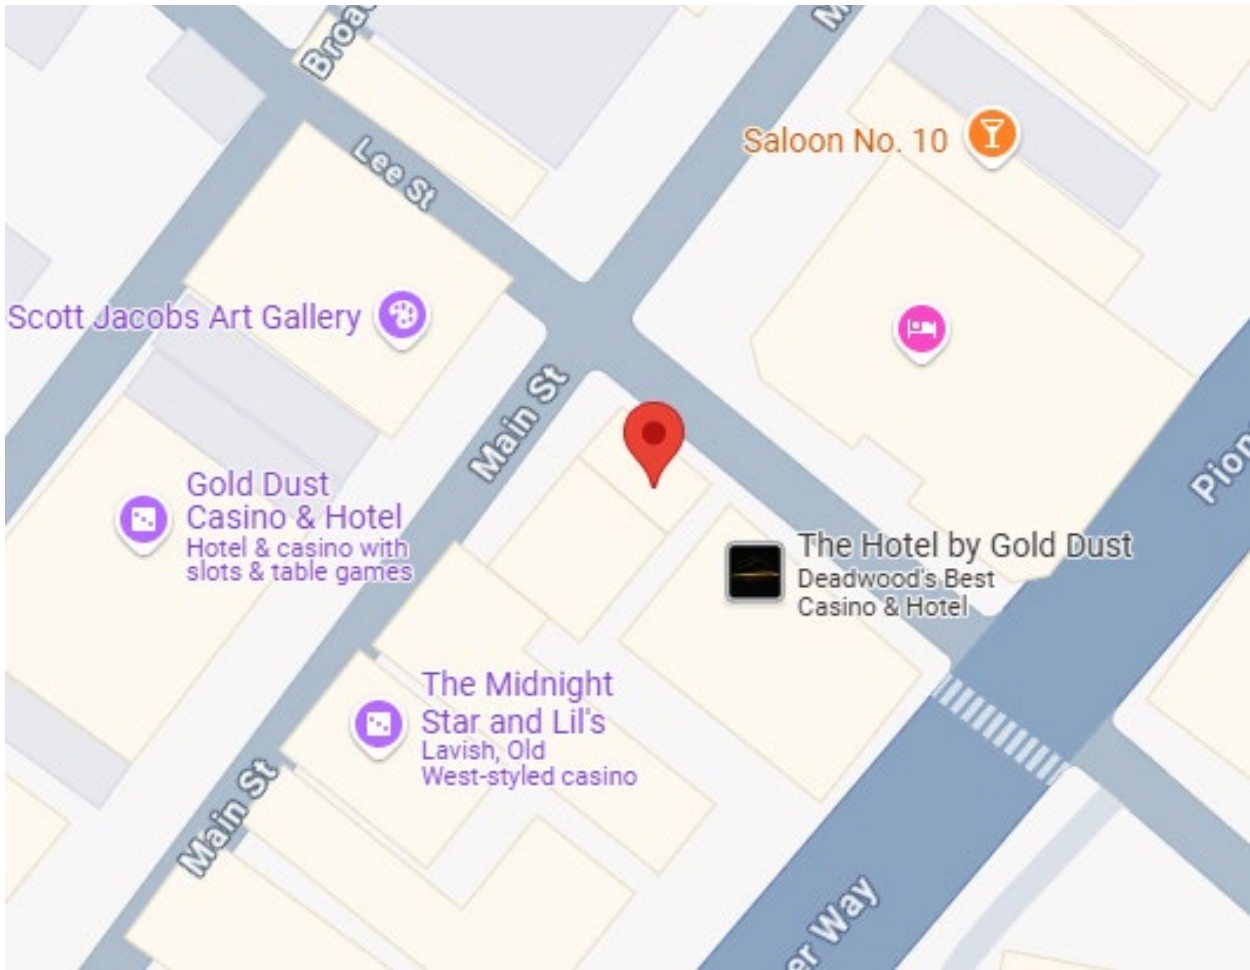 Broa
M
Saloon No. 10
Lee St
Scott Jacobs Art Gallery
Main St
Pion
Gold Dust
Casino & Hotel
Hotel & casino with
slots & table games
The Hotel by Gold Dust
Deadwood's Best
Casino & Hotel
The Midnight
Star and Lil's
Lavish, Old
West-styled casino
Main St
er Way